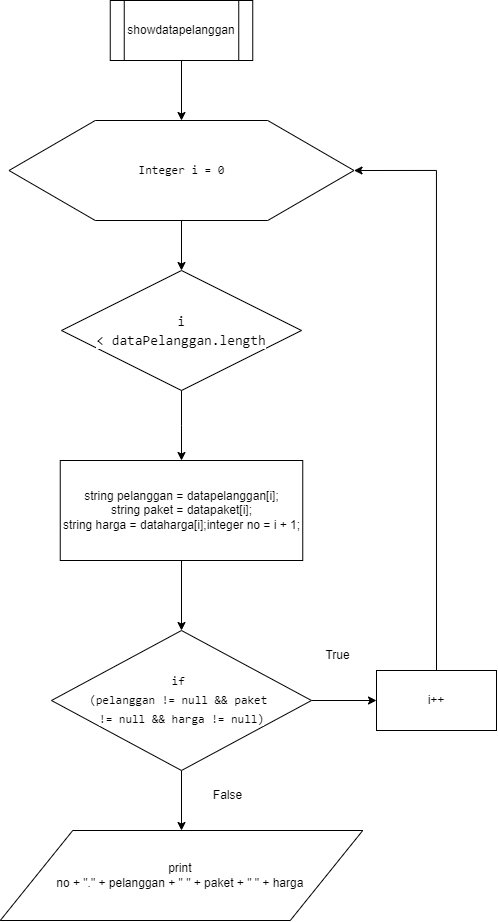 showdatapelanggan
Integer i = 0
i
< dataPelanggan.length
string pelanggan = datapelanggan[i];
string paket = datapaket[i];
string harga = dataharga[i];integer no = i + 1;
if
(pelanggan != null && paket
!= null && harga != null)
True
i++
False
print
no + "." + pelanggan + " " + paket + " " + harga